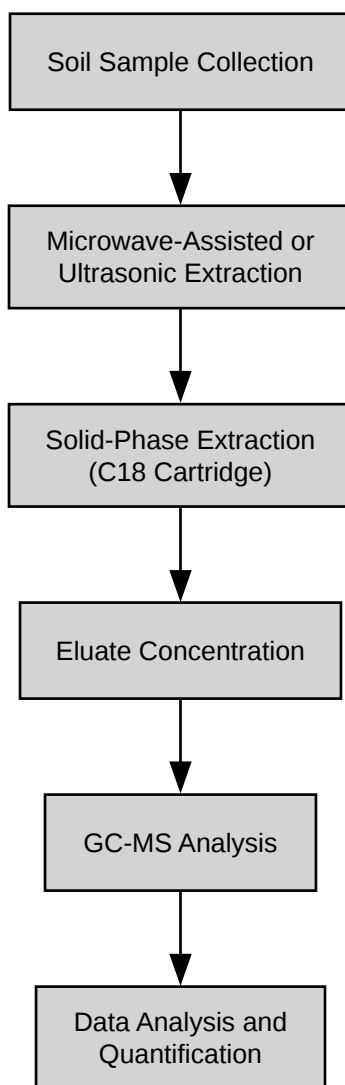 Soil Sample Collection
Microwave-Assisted or
Ultrasonic Extraction
Solid-Phase Extraction
(C18 Cartridge)
Eluate Concentration
GC-MS Analysis
Data Analysis and
Quantification